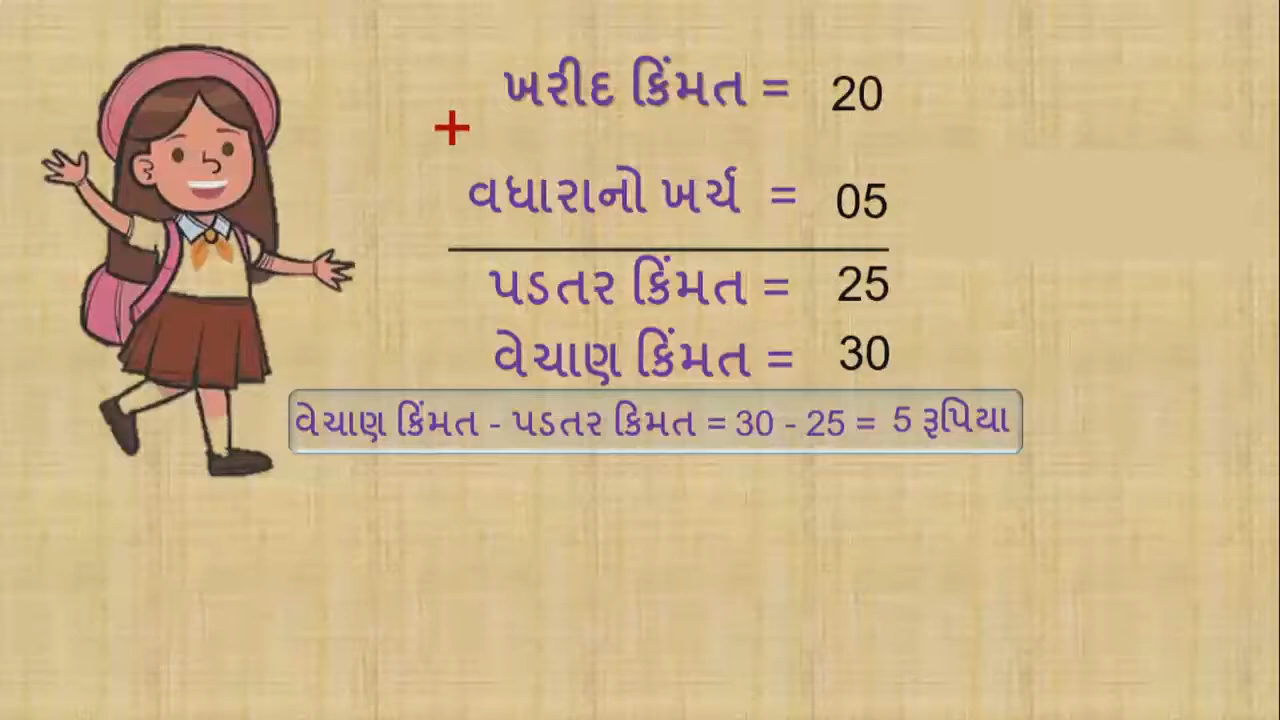 ખરીદ કિંમત = 20
+
વધારાનો ખર્ચ = 05
પડતર કિંમત = 25
વેચાણ કિંમત = 30
વેચાણ કિંમત - પડતર કિમત = 30 - 25 = 5 રૂપિયા